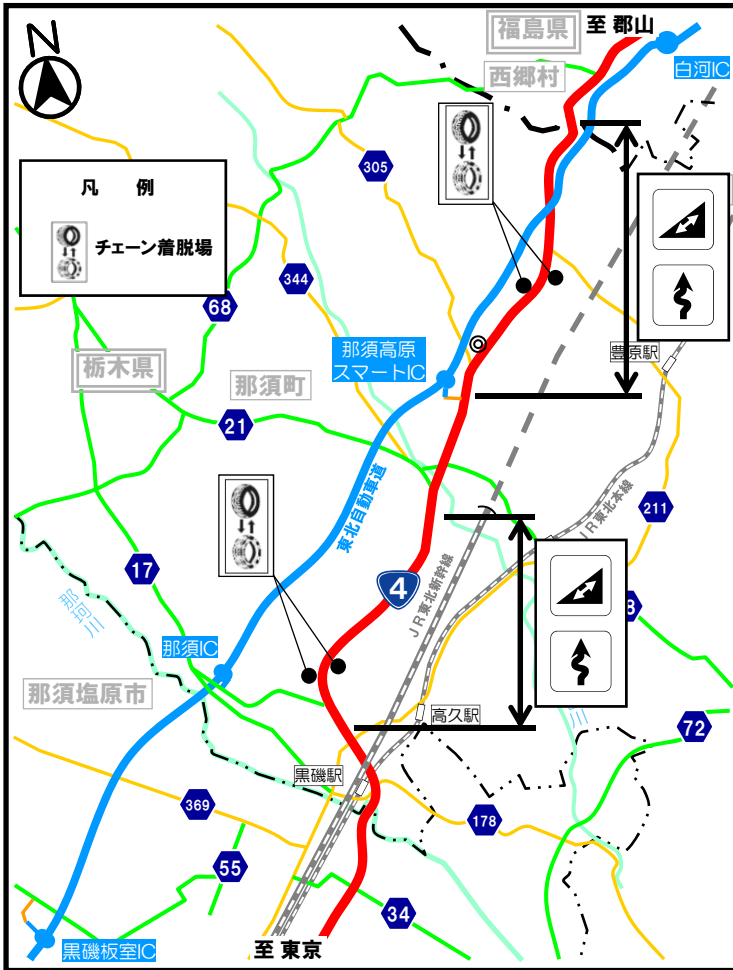 N
福島県
至 郡山
西郷村
白河IC
凡 例
チェーン着脱場
305
344
68
栃木県
那須高原
スマートIC
那須町
豊原駅
21
211
JR東北本線
東北自動車道
JR東北新幹線
4
17
那珂川
那須IC
那須塩原市
高久駅
72
黒磯駅
369
178
55
34
黒磯板室IC
至 東京